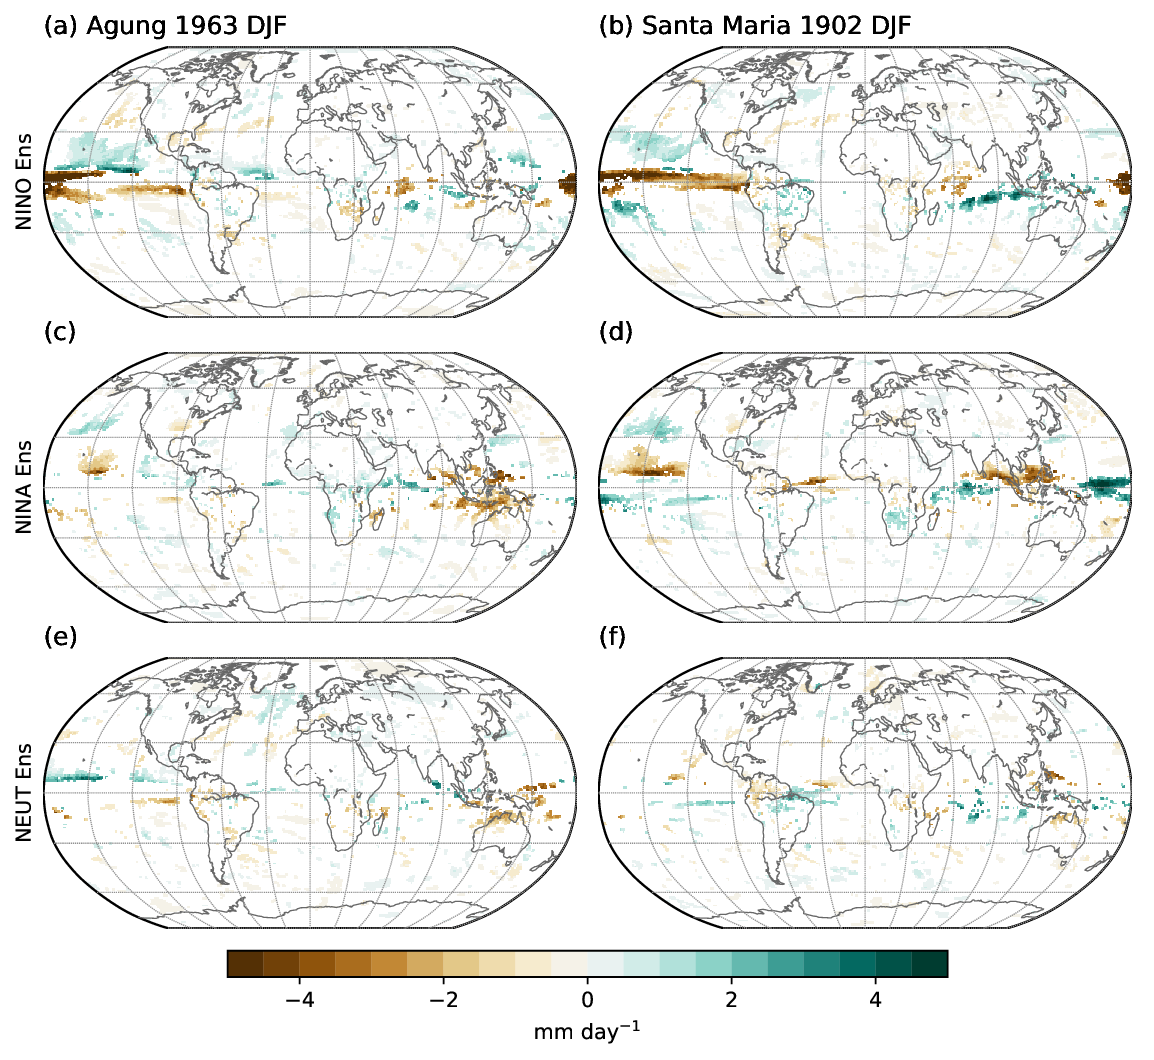 (a) Agung 1963 DJF
(b) Santa Maria 1902 DJF
NINO Ens
(c)
(d)
NINA Ens
(e)
(f)
NEUT Ens
−4 −2 0 2 4
mm day⁻¹